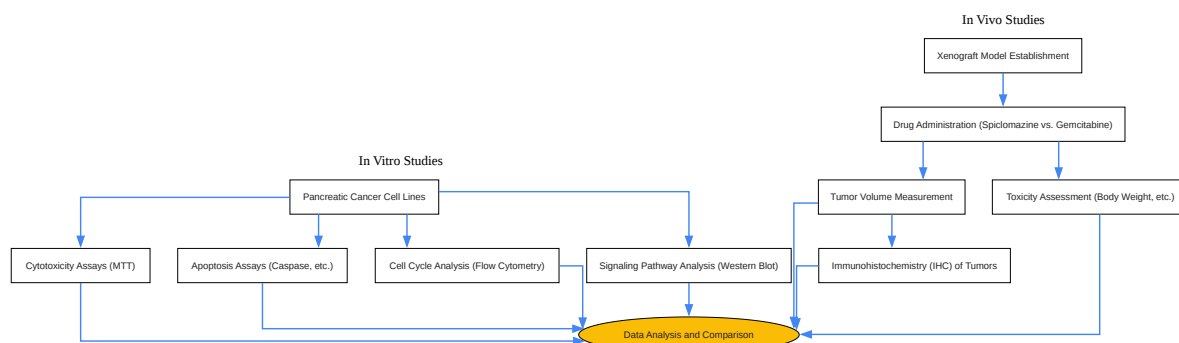 In Vivo Studies
Xenograft Model Establishment
Drug Administration (Spiclomazine vs. Gemcitabine)
In Vitro Studies
Pancreatic Cancer Cell Lines
Tumor Volume Measurement
Toxicity Assessment (Body Weight, etc.)
Cytotoxicity Assays (MTT)
Apoptosis Assays (Caspase, etc.)
Cell Cycle Analysis (Flow Cytometry)
Signaling Pathway Analysis (Western Blot)
Immunohistochemistry (IHC) of Tumors
Data Analysis and Comparison